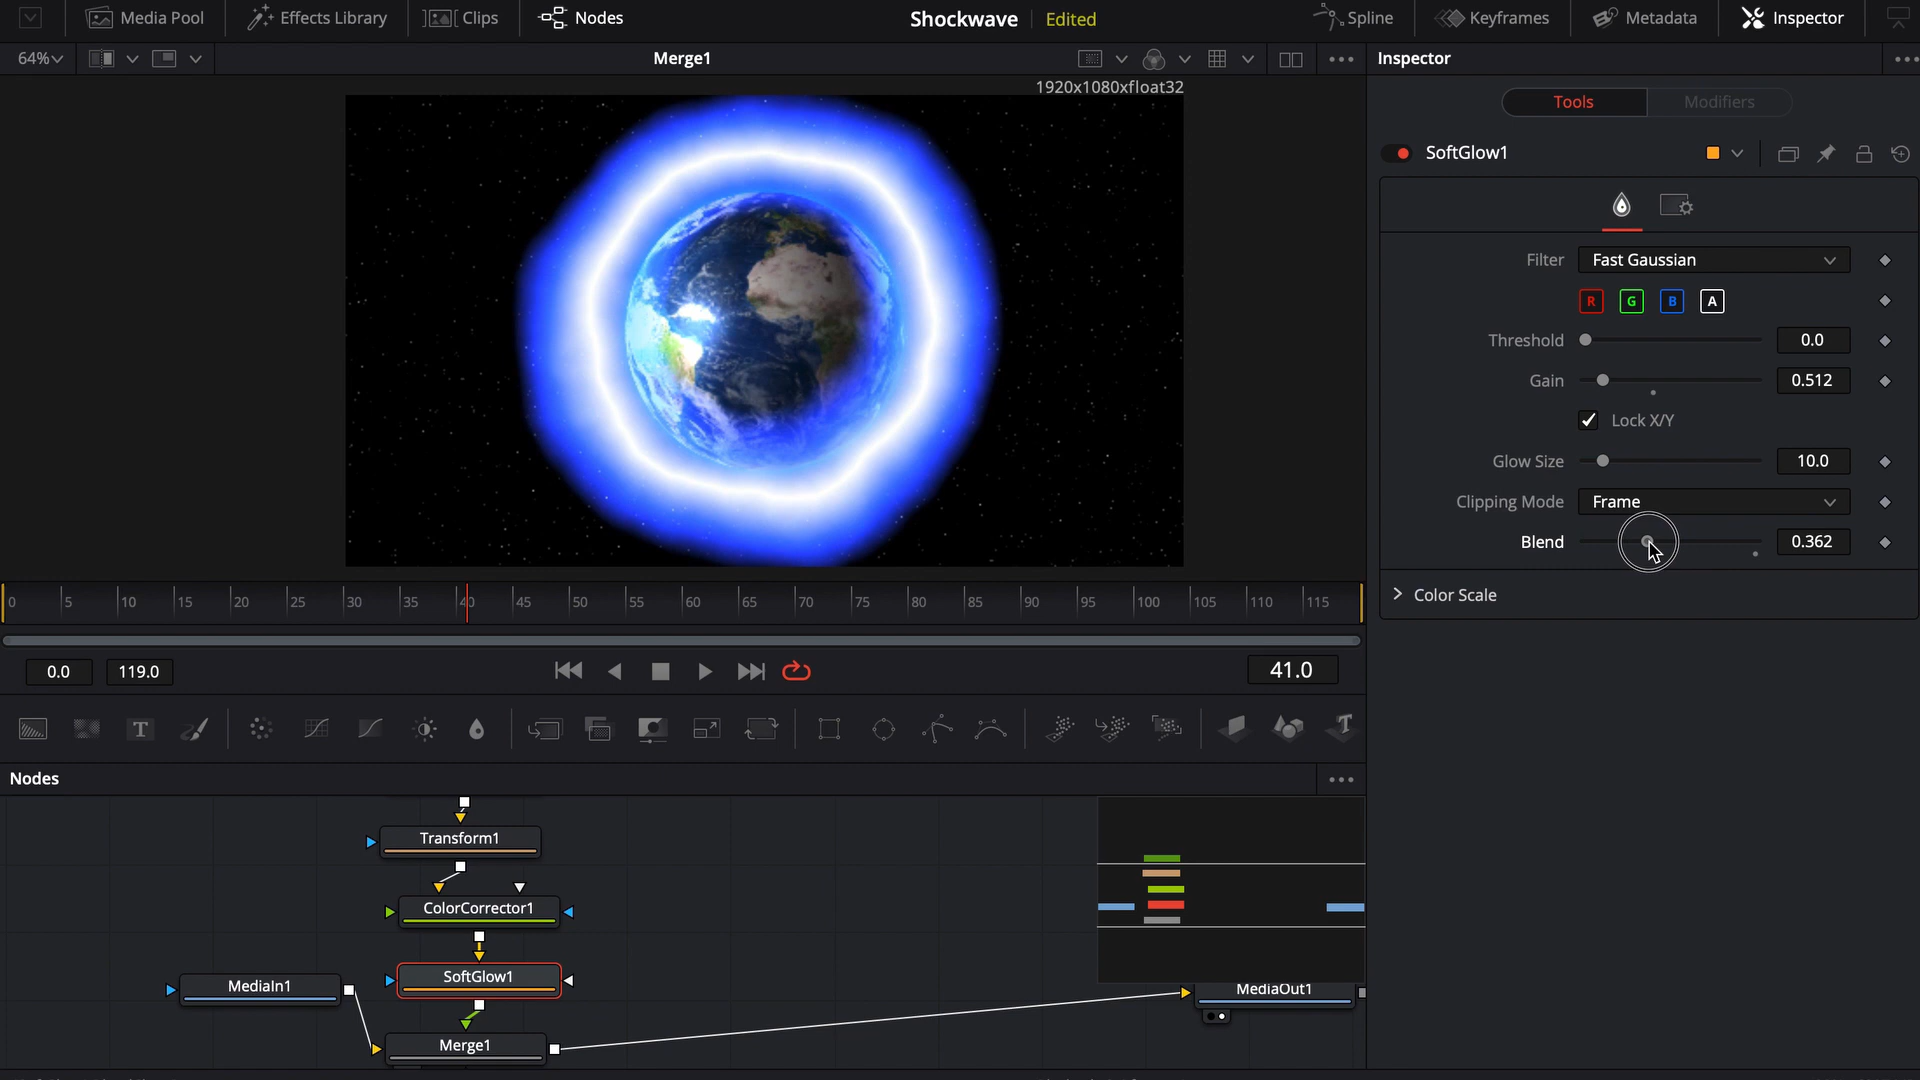 Media Pool Effects Library Clips Nodes Shockwave Edited Spline Keyframes Metadata Inspector
64% Merge1 Inspector
1920x1080xfloat32
Tools Modifiers
SoftGlow1
Filter Fast Gaussian
R G B A
Threshold 0.0
Gain 0.512
Lock X/Y
Glow Size 10.0
Clipping Mode Frame
Blend 0.362
Color Scale
0 5 10 15 20 25 30 35 40 45 50 55 60 65 70 75 80 85 90 95 100 105 110 115
0.0 119.0 41.0
T T
Nodes
Transform1
ColorCorrector1
SoftGlow1
MediaIn1
MediaOut1
Merge1